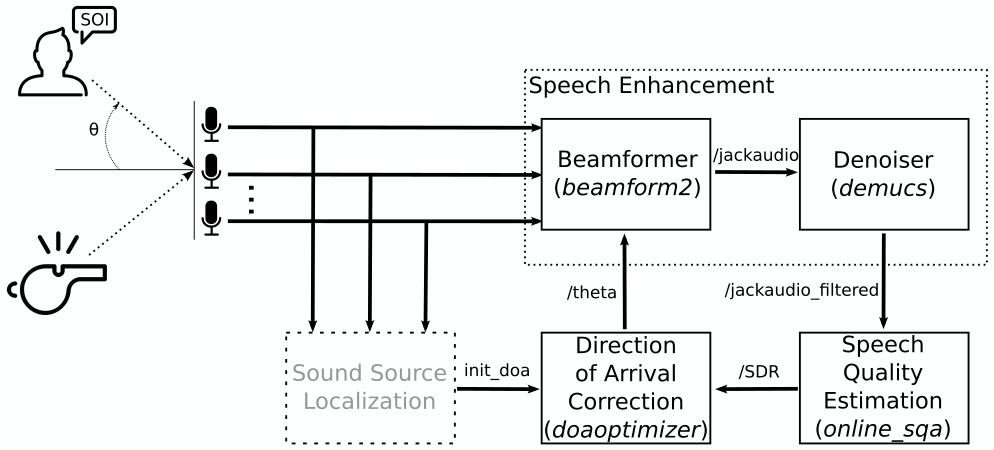 SOI
θ
Speech Enhancement
Beamformer
(beamform2)
/jackaudio
Denoiser
(demucs)
/theta
/jackaudio_filtered
Sound Source
Localization
init_doa
Direction
of Arrival
Correction
(doaoptimizer)
/SDR
Speech
Quality
Estimation
(online_sqa)